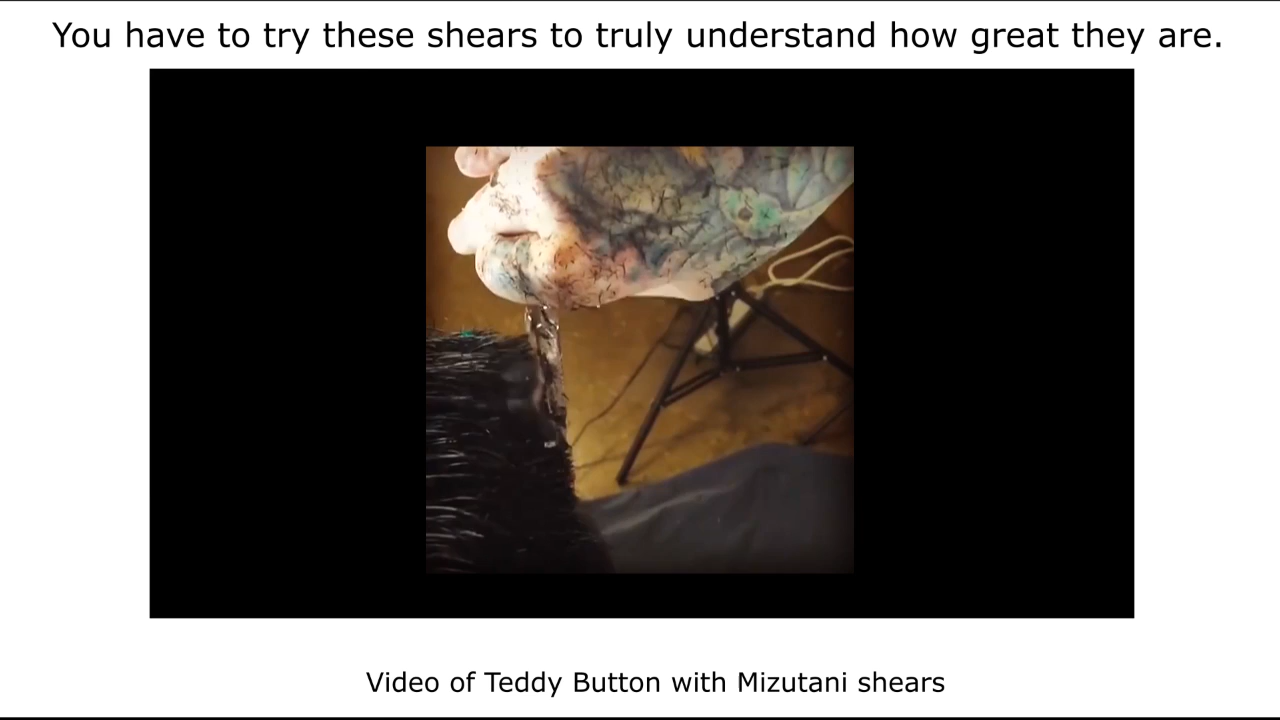 You have to try these shears to truly understand how great they are.
Video of Teddy Button with Mizutani shears